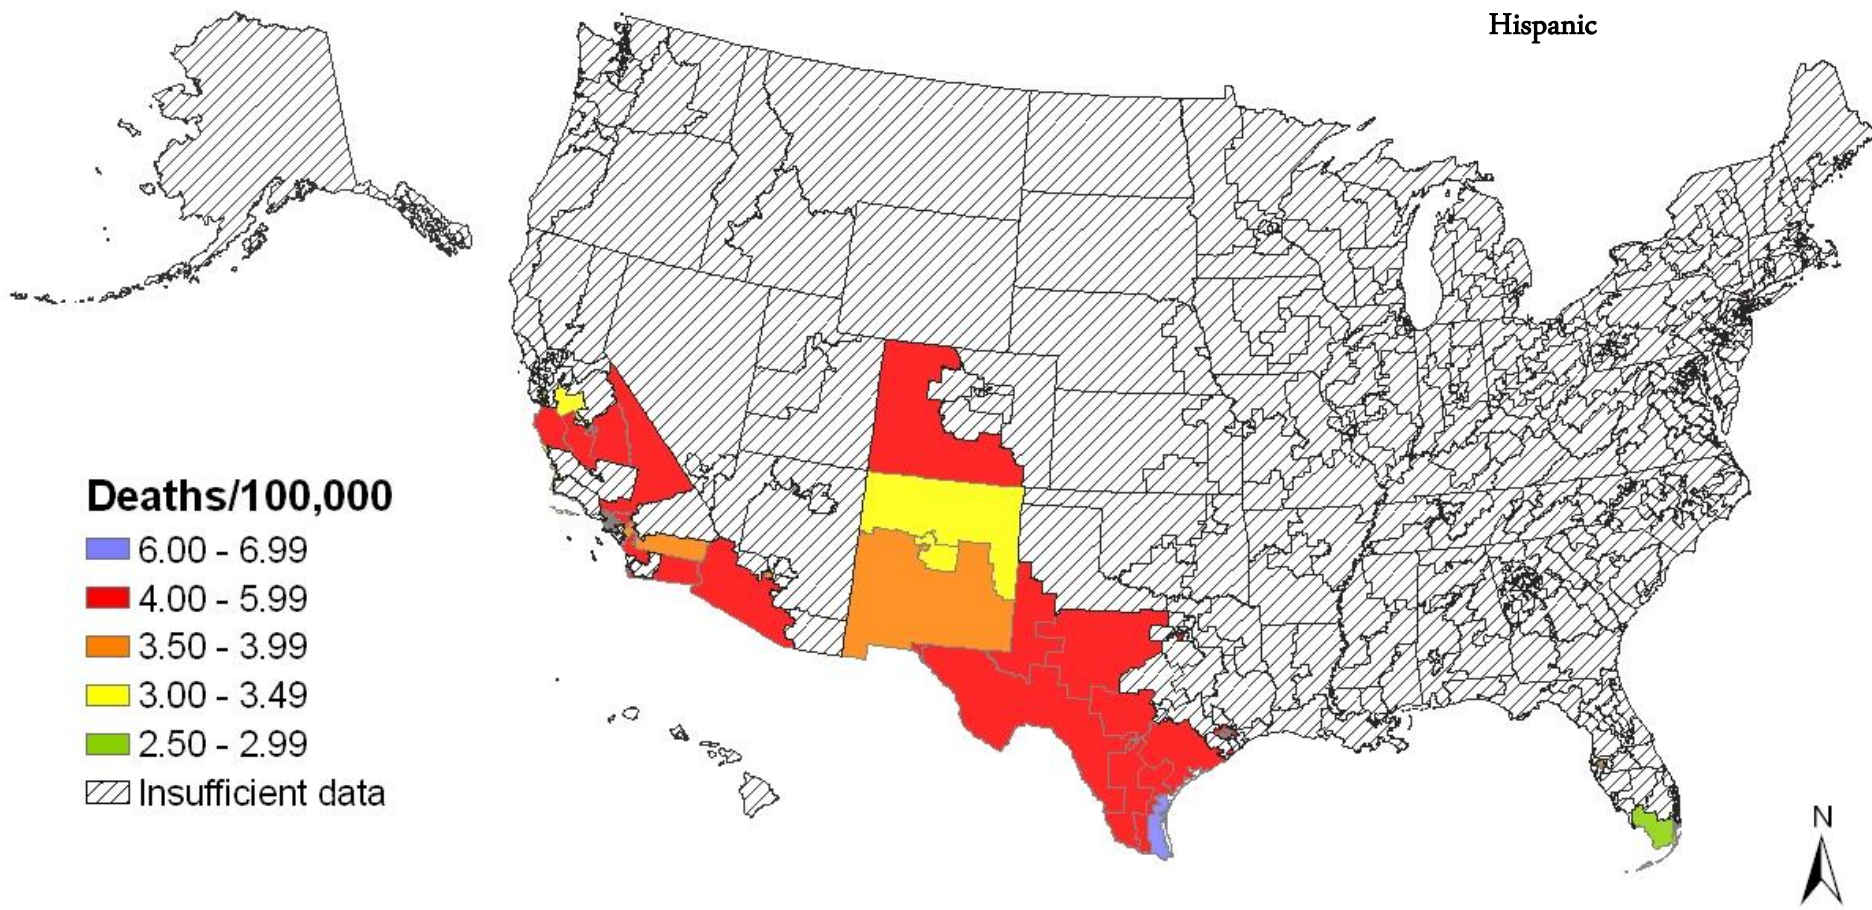 Hispanic
Deaths/100,000
6.00 - 6.99
4.00 - 5.99
3.50 - 3.99
3.00 - 3.49
2.50 - 2.99
Insufficient data
N